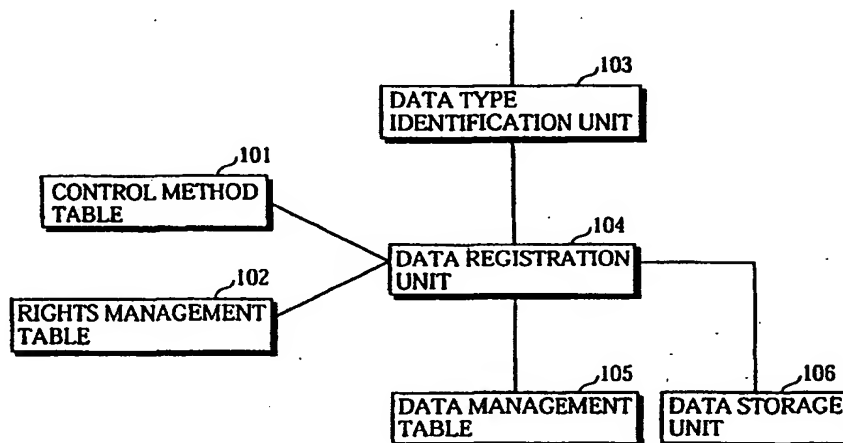 103
DATA TYPE
IDENTIFICATION UNIT
101
CONTROL METHOD
TABLE
104
DATA REGISTRATION
UNIT
102
RIGHTS MANAGEMENT
TABLE
105
DATA MANAGEMENT
TABLE
106
DATA STORAGE
UNIT